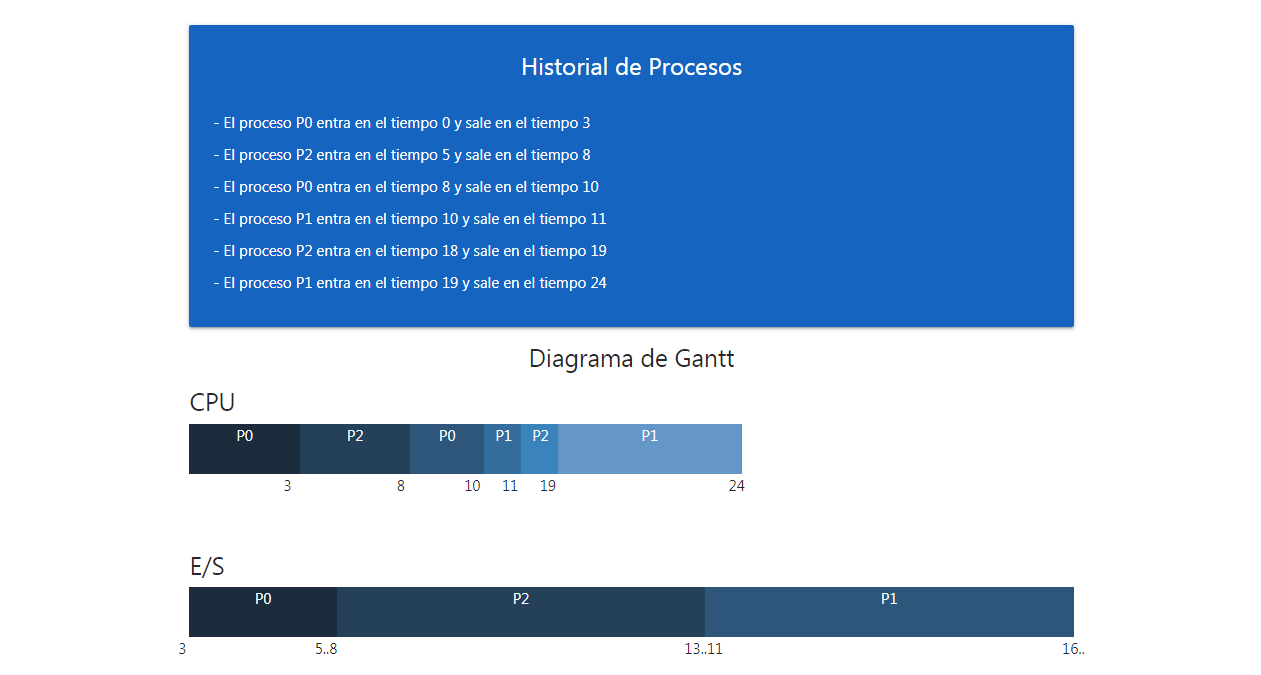 Historial de Procesos
- El proceso P0 entra en el tiempo 0 y sale en el tiempo 3
- El proceso P2 entra en el tiempo 5 y sale en el tiempo 8
- El proceso P0 entra en el tiempo 8 y sale en el tiempo 10
- El proceso P1 entra en el tiempo 10 y sale en el tiempo 11
- El proceso P2 entra en el tiempo 18 y sale en el tiempo 19
- El proceso P1 entra en el tiempo 19 y sale en el tiempo 24
Diagrama de Gantt
CPU
P0 P2 P0 P1 P2 P1
3 8 10 11 19 24
E/S
P0 P2 P1
3 5..8 13..11 16..